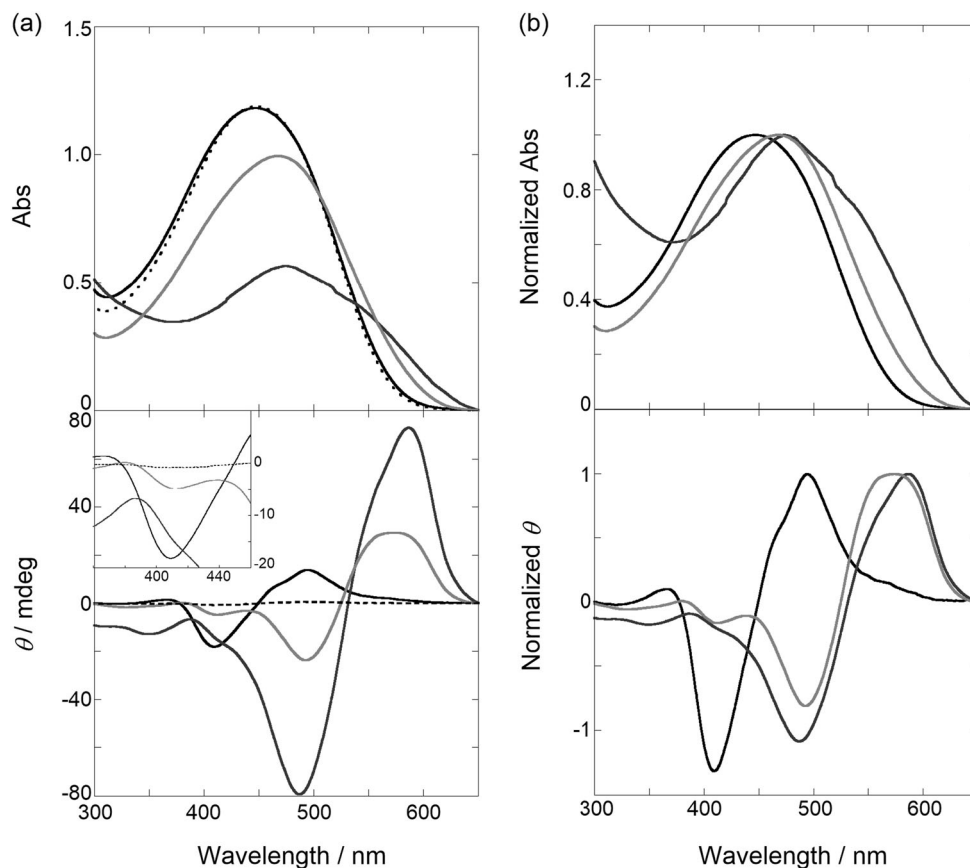 (a)
(b)
1.5
1.0
0.5
0
Abs
1.2
0.8
0.4
0
Normalized Abs
80
40
0
-40
-80
θ / mdeg
0
-10
-20
400 440
1
0
-1
Normalized θ
300 400 500 600
300 400 500 600
Wavelength / nm
Wavelength / nm